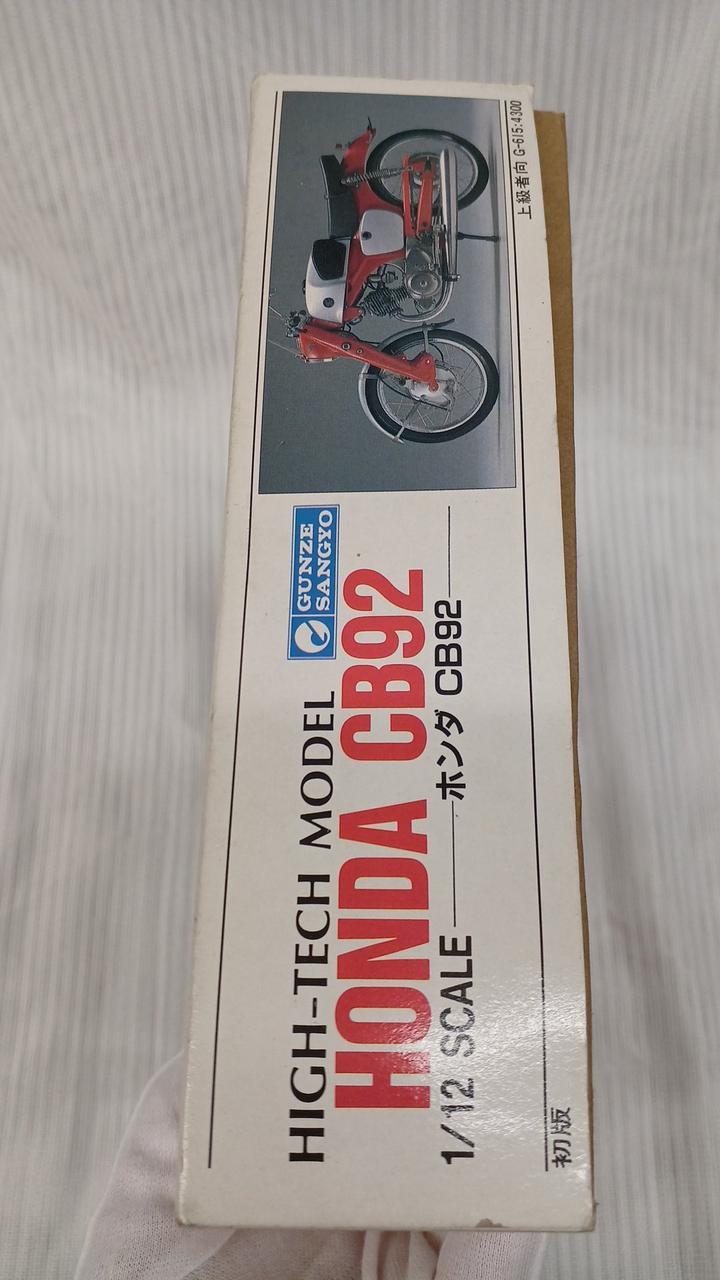 HIGH-TECH MODEL
GUNZE
SANGYO
HONDA CB92
1/12 SCALE
ホンダ CB92
初版
上級者向 G-615:4300